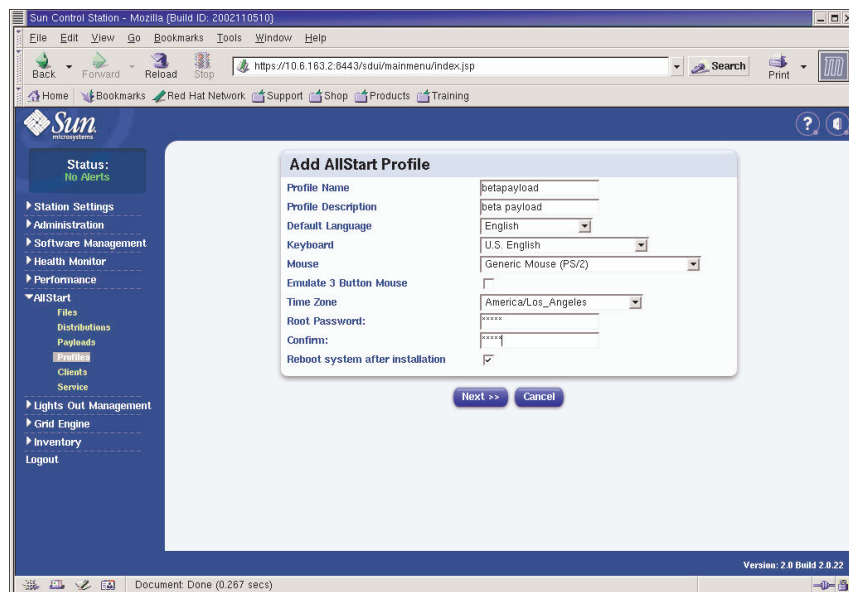 Sun Control Station - Mozilla {Build ID: 2002110510}
File Edit View Go Bookmarks Tools Window Help
Back Forward Reload Stop https://10.6.163.2:8443/sdui/mainmenu/index.jsp Search Print
Home Bookmarks Red Hat Network Support Shop Products Training
Sun
microsystems
?
Status:
No Alerts
Station Settings
Administration
Software Management
Health Monitor
Performance
AllStart
Files
Distributions
Payloads
Profiles
Clients
Service
Lights Out Management
Grid Engine
Inventory
Logout
Add AllStart Profile
Profile Name betapayload
Profile Description beta payload
Default Language English
Keyboard U.S. English
Mouse Generic Mouse (PS/2)
Emulate 3 Button Mouse
Time Zone America/Los_Angeles
Root Password: *****
Confirm: *****
Reboot system after installation
Next >> Cancel
Version: 2.0 Build 2.0.22
Document: Done (0.267 secs)